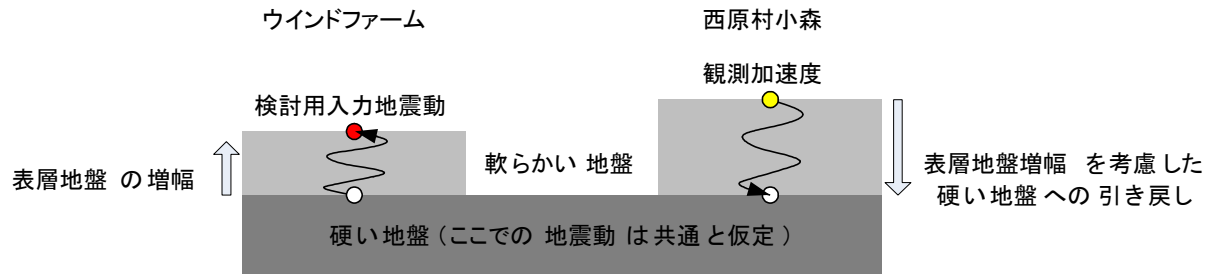 ウインドファーム
西原村小森
観測加速度
検討用入力地震動
表層地盤の増幅
軟らかい地盤
表層地盤増幅を考慮した
硬い地盤への引き戻し
硬い地盤（ここでの地震動は共通と仮定）